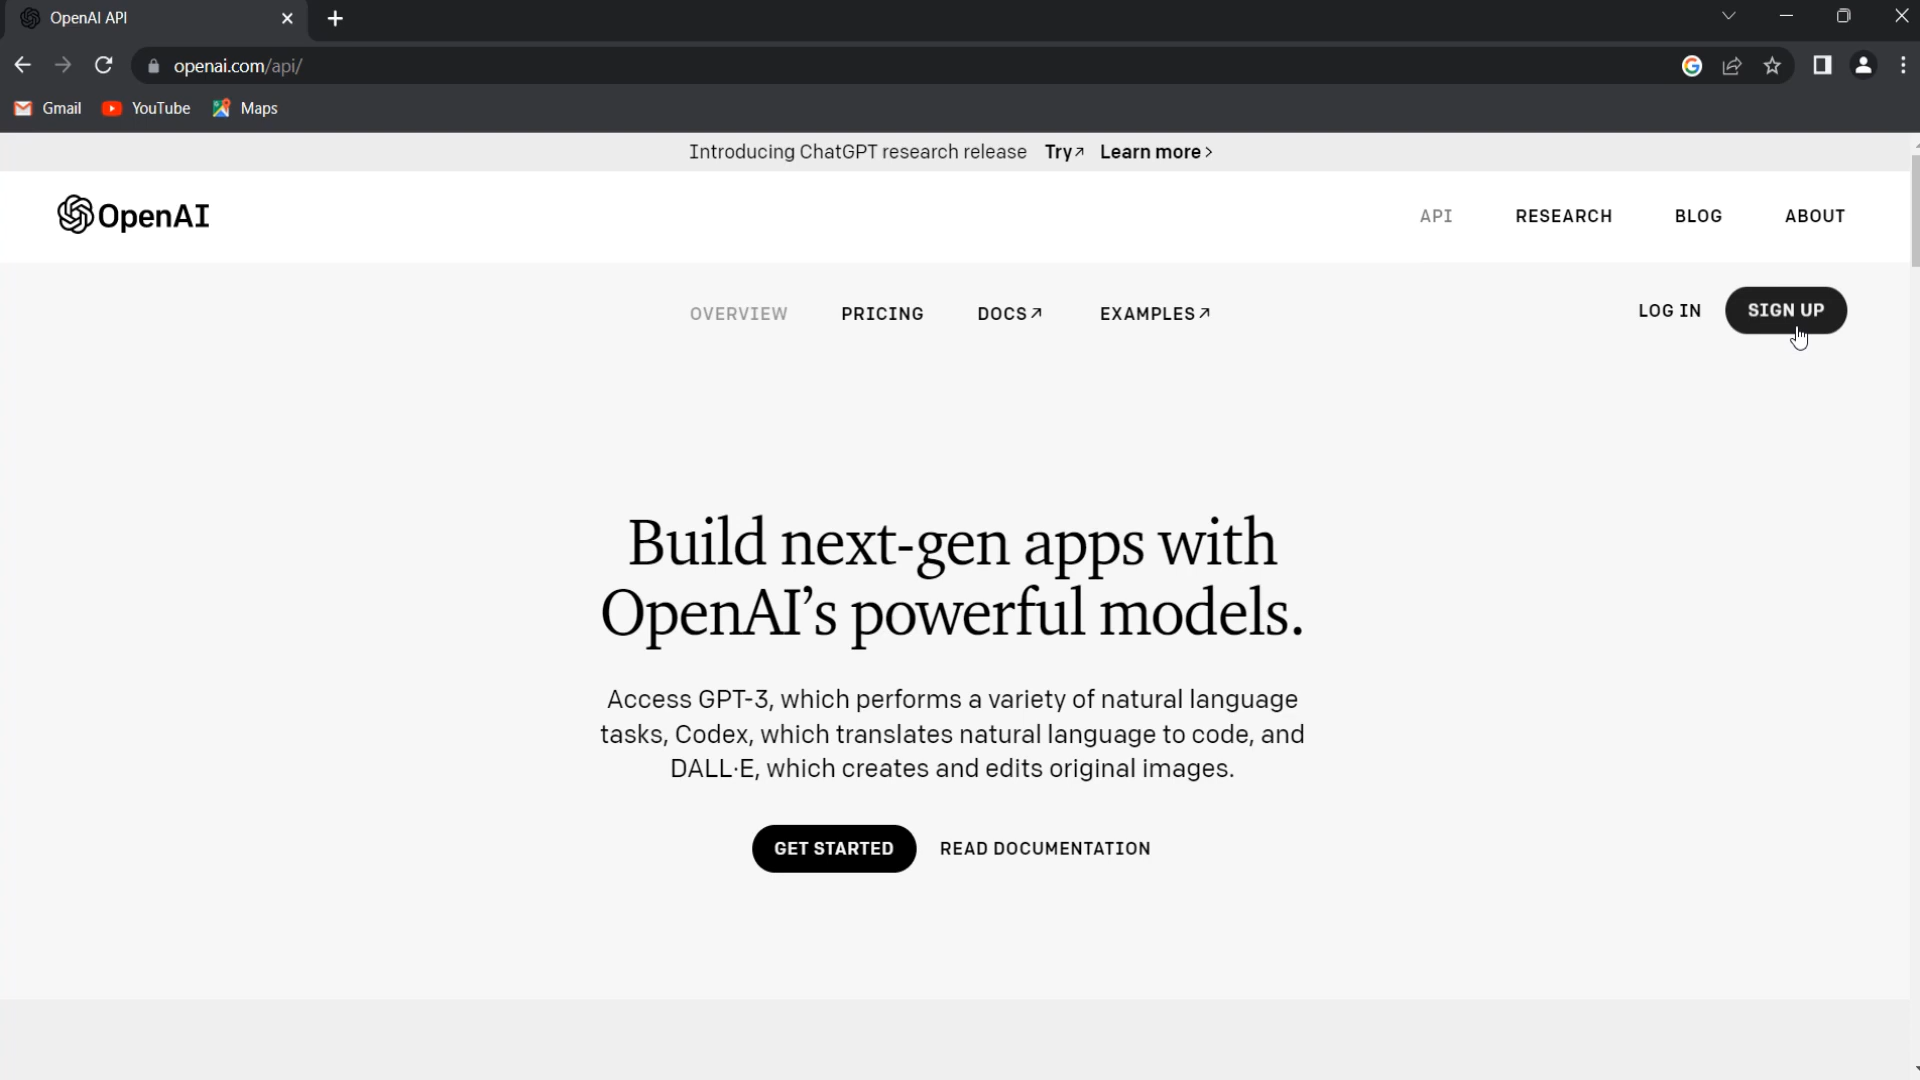 OpenAI API
openai.com/api/
Gmail YouTube Maps
Introducing ChatGPT research release Try↗ Learn more >
OpenAI
API RESEARCH BLOG ABOUT
OVERVIEW PRICING DOCS↗ EXAMPLES↗ LOG IN SIGN UP
Build next-gen apps with
OpenAI’s powerful models.
Access GPT-3, which performs a variety of natural language
tasks, Codex, which translates natural language to code, and
DALL·E, which creates and edits original images.
GET STARTED READ DOCUMENTATION